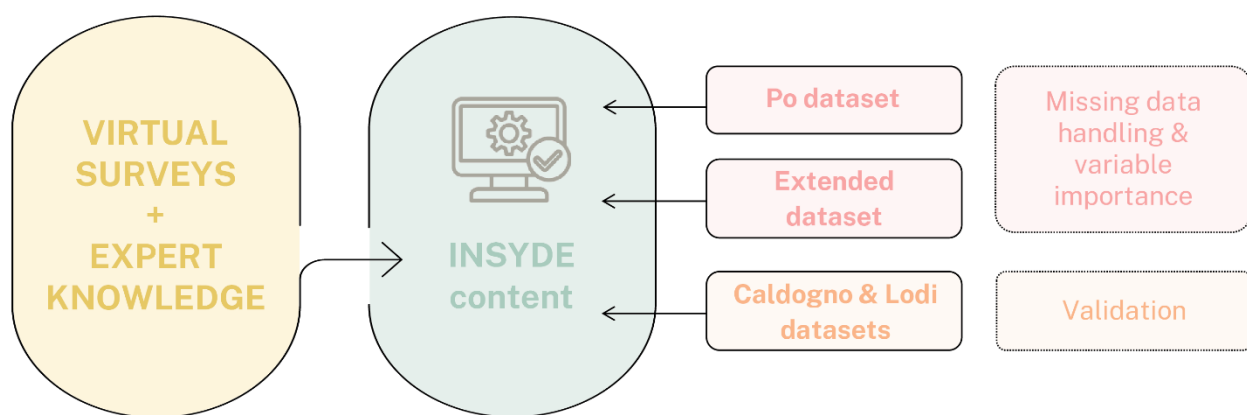 VIRTUAL
SURVEYS
+
EXPERT
KNOWLEDGE
INSYDE
content
Po dataset
Extended
dataset
Caldogno & Lodi
datasets
Missing data
handling &
variable
importance
Validation